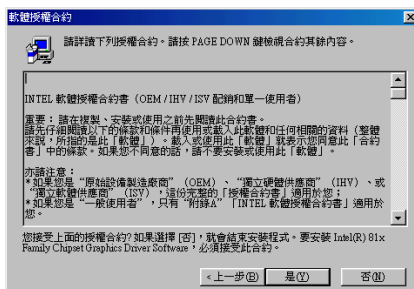 軟體授權合約
請詳讀下列授權合約。請按 PAGE DOWN 鍵檢視合約其餘內容。
INTEL 軟體授權合約書（OEM / IHV / ISV 配銷和單一使用者）
重要：請在複製、安裝或使用之前先閱讀此合約書。
請先仔細閱讀以下的條款和條件再使用或載入此軟體和任何相關的資料（整體
來說，所指的是此「軟體」）。載入或使用此「軟體」就表示您同意此「合約
書」中的條款。如果您不同意的話，請不要安裝或使用此「軟體」。
亦請注意：
*如果您是“原始設備製造廠商”（OEM）、“獨立硬體供應商”（IHV）、或
“獨立軟體供應商”（ISV），這份完整的「授權合約書」適用於您；
*如果您是“一般使用者”，只有“附錄A”「INTEL 軟體授權合約書」適用於
您。
您接受上面的授權合約? 如果選擇 [否]，就會結束安裝程式。要安裝 Intel(R) 81x
Family Chipset Graphics Driver Software，必須接受此合約。
<上一步(B) 是(Y) 否(N)